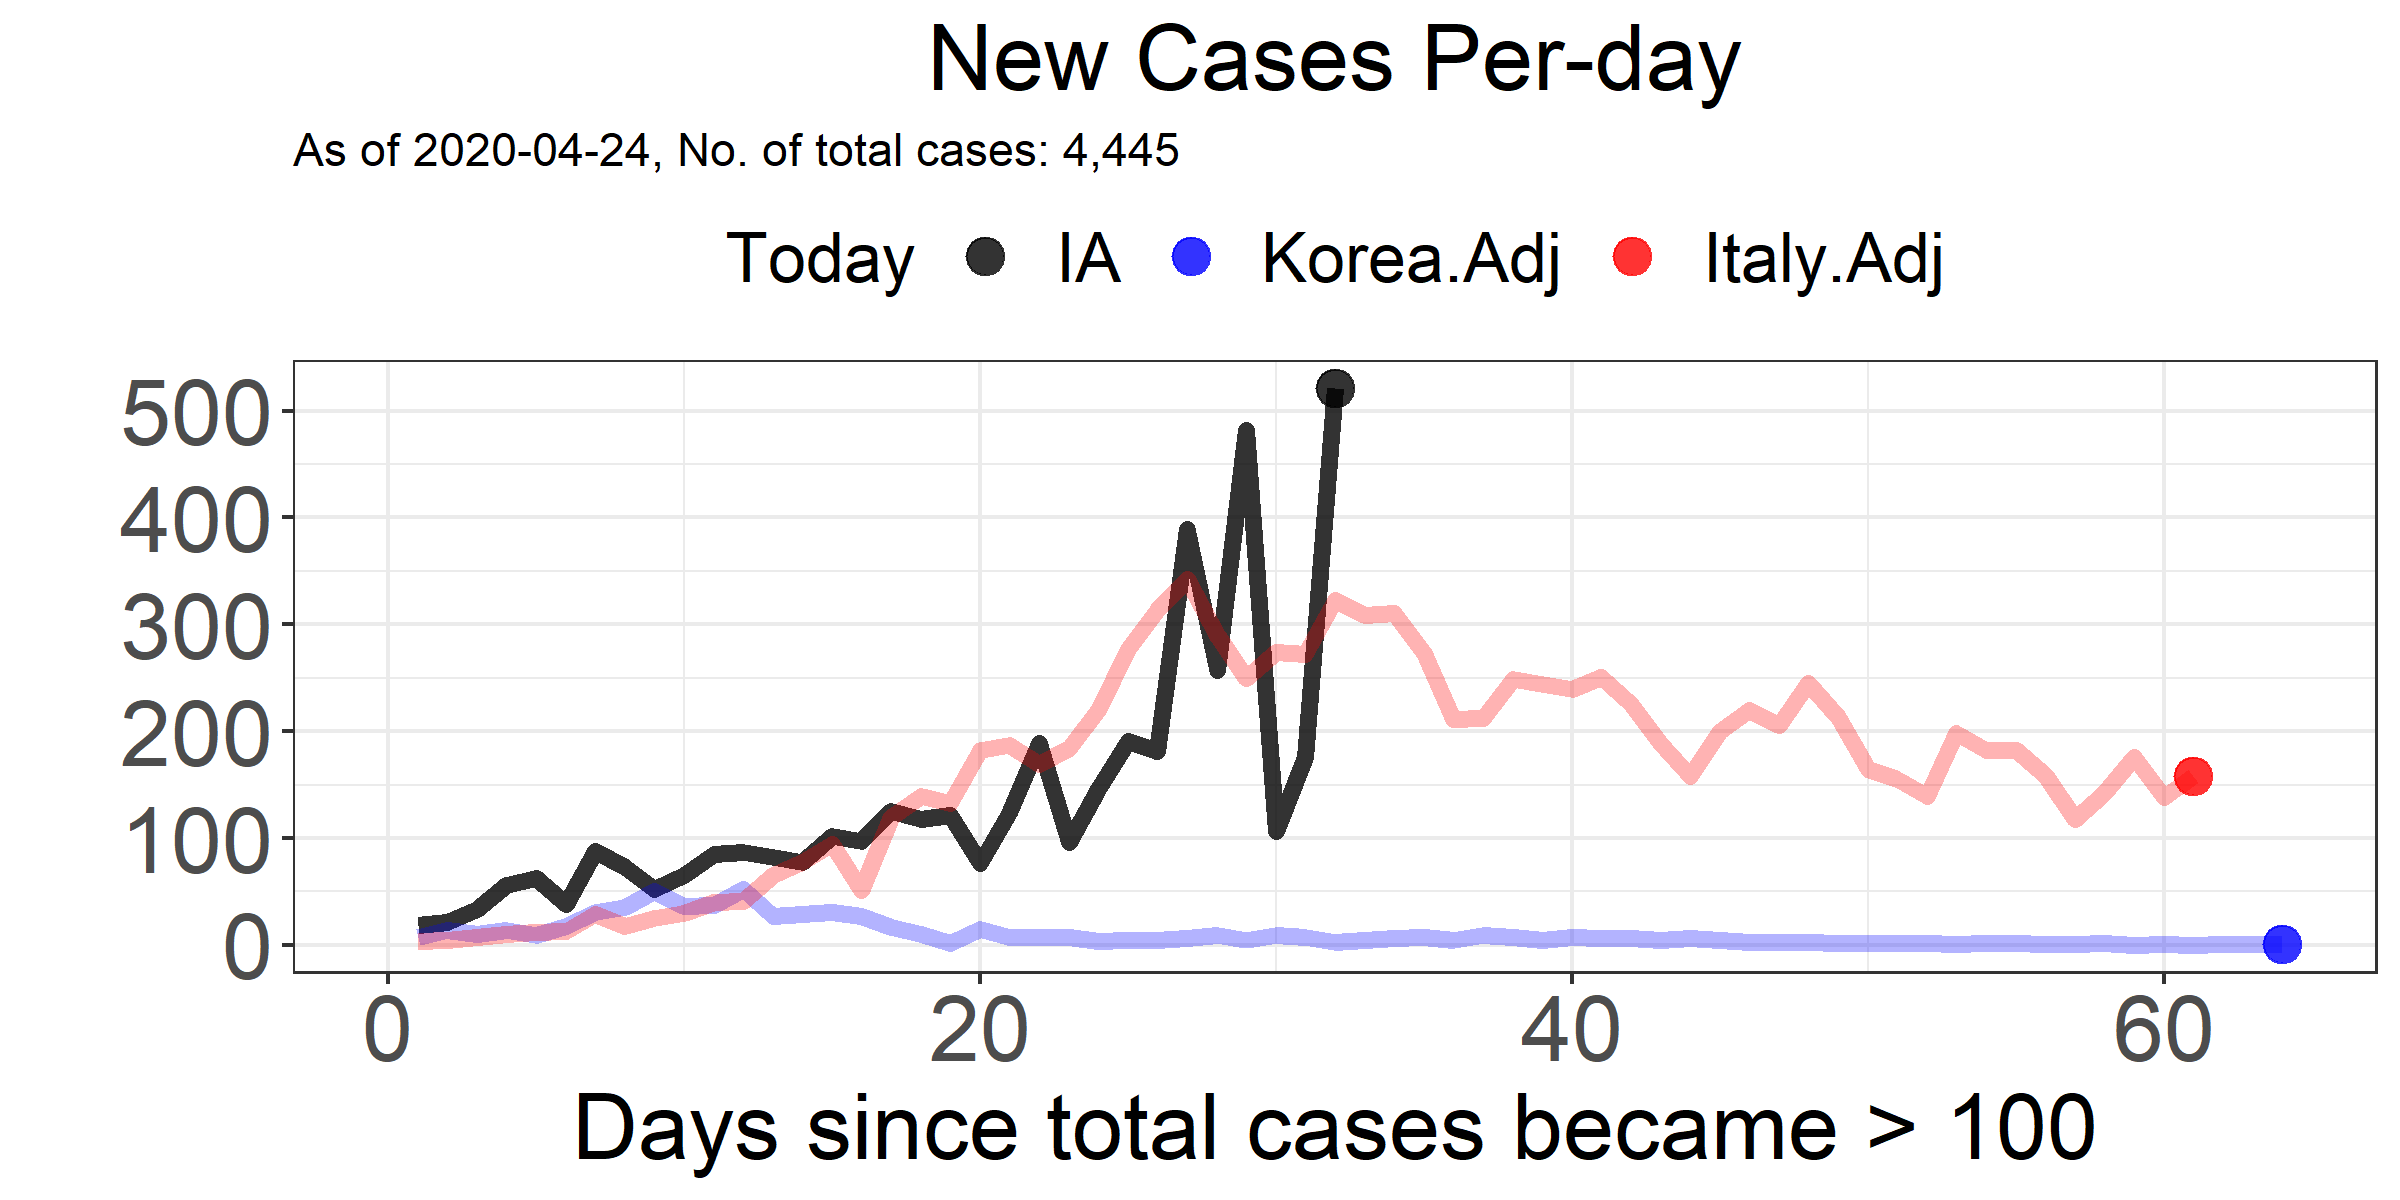 New Cases Per-day
As of 2020-04-24, No. of total cases: 4,445
Today IA Korea.Adj Italy.Adj
500
400
300
200
100
0
0 20 40 60
Days since total cases became > 100